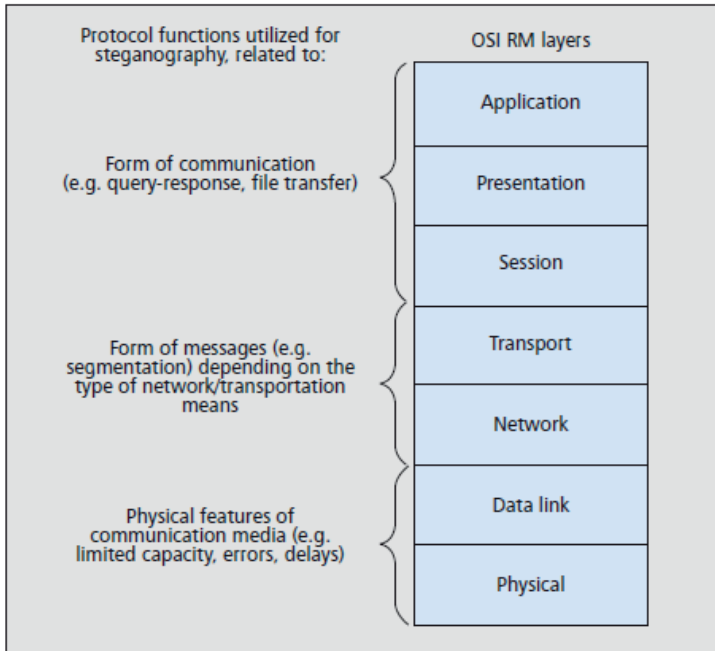 Protocol functions utilized for
steganography, related to:
OSI RM layers
Application
Form of communication
(e.g. query-response, file transfer)
Presentation
Session
Form of messages (e.g.
segmentation) depending on the
type of network/transportation
means
Transport
Network
Physical features of
communication media (e.g.
limited capacity, errors, delays)
Data link
Physical